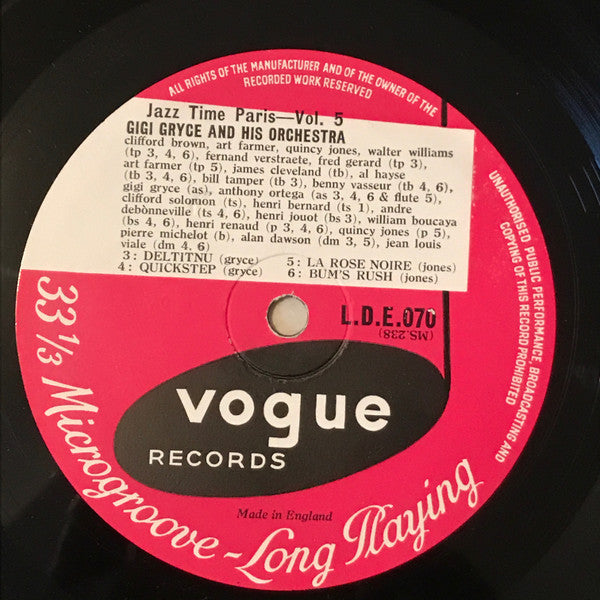 ALL RIGHTS OF THE MANUFACTURER AND OF THE OWNER OF THE
RECORDED WORK RESERVED
Jazz Time Paris—Vol. 5
GIGI GRYCE AND HIS ORCHESTRA
clifford brown, art farmer, quincy jones, walter williams
(tp 3, 4, 6), fernand verstraete, fred gerard (tp 3),
art farmer (tp 5), james cleveland (tb), al hayse
(tb 3, 4, 6), bill tamper (tb 3), benny vasseur (tb 4, 6),
gigi gryce (as), anthony ortega (as 3, 4, 6 & flute 5),
clifford solomon (ts), henri bernard (ts 1), andre
debònneville (ts 4, 6), henri jouot (bs 3), william boucaya
(bs 4, 6), henri renaud (p 3, 4, 6), quincy jones (p 5),
pierre michelot (b), alan dawson (dm 3, 5), jean louis
viale (dm 4, 6)
3 : DELTITNU (gryce) 5 : LA ROSE NOIRE (jones)
4 : QUICKSTEP (gryce) 6 : BUM'S RUSH (jones)
UNAUTHORISED PUBLIC PERFORMANCE, BROADCASTING AND
COPYING OF THIS RECORD PROHIBITED
L.D.E.070
(MS.238)
vogue
RECORDS
Made in England
33 1/3 Microgroove - Long Playing